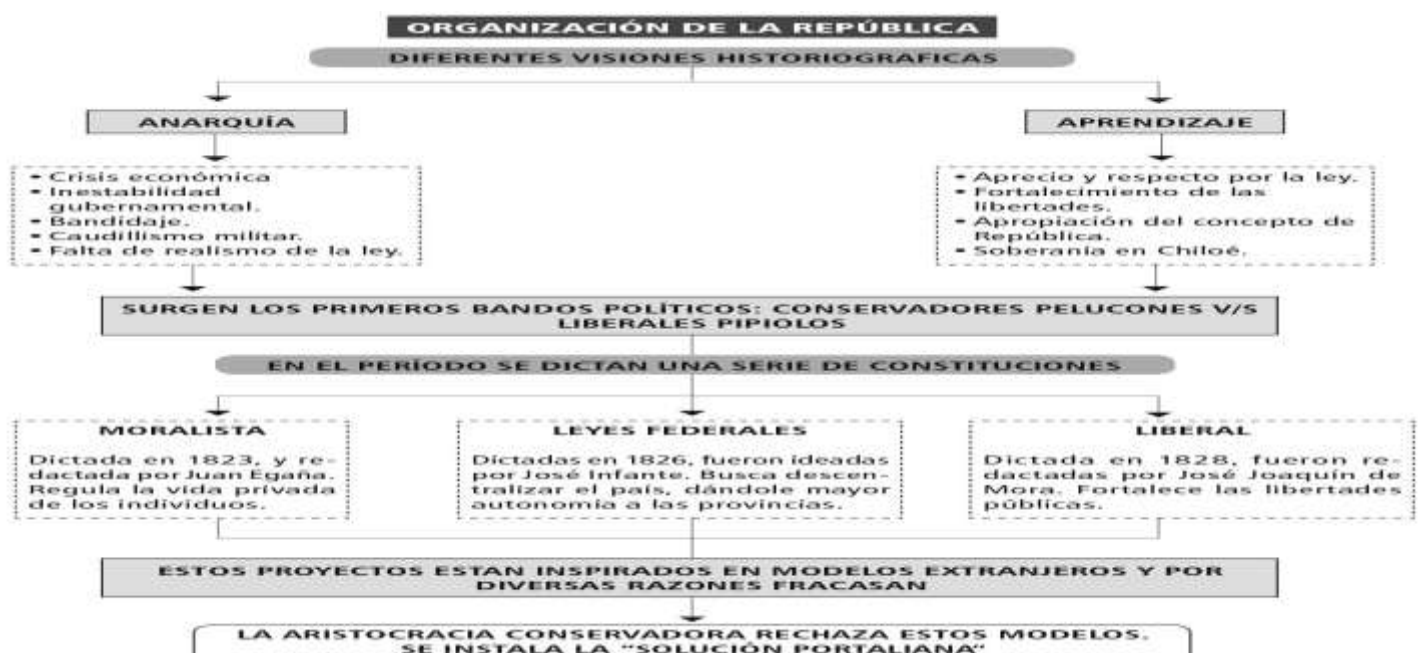 ORGANIZACIÓN DE LA REPÚBLICA
DIFERENTES VISIONES HISTORIOGRAFICAS
ANARQUÍA
• Crisis económica
• Inestabilidad
gubernamental.
• Bandidaje.
• Caudillismo militar.
• Falta de realismo de la ley.
APRENDIZAJE
• Aprecio y respecto por la ley.
• Fortalecimiento de las
libertades.
• Apropiación del concepto de
República.
• Soberanía en Chiloé.
SURGEN LOS PRIMEROS BANDOS POLÍTICOS: CONSERVADORES PELUCONES V/S
LIBERALES PIPIOLOS
EN EL PERÍODO SE DICTAN UNA SERIE DE CONSTITUCIONES
MORALISTA
Dictada en 1823, y re-
dactada por Juan Egaña.
Regula la vida privada
de los individuos.
LEYES FEDERALES
Dictadas en 1826, fueron ideadas
por José Infante. Busca descen-
tralizar el país, dándole mayor
autonomía a las provincias.
LIBERAL
Dictada en 1828, fueron re-
dactadas por José Joaquín de
Mora. Fortalece las libertades
públicas.
ESTOS PROYECTOS ESTAN INSPIRADOS EN MODELOS EXTRANJEROS Y POR
DIVERSAS RAZONES FRACASAN
LA ARISTOCRACIA CONSERVADORA RECHAZA ESTOS MODELOS.
SE INSTALA LA "SOLUCIÓN PORTALIANA"